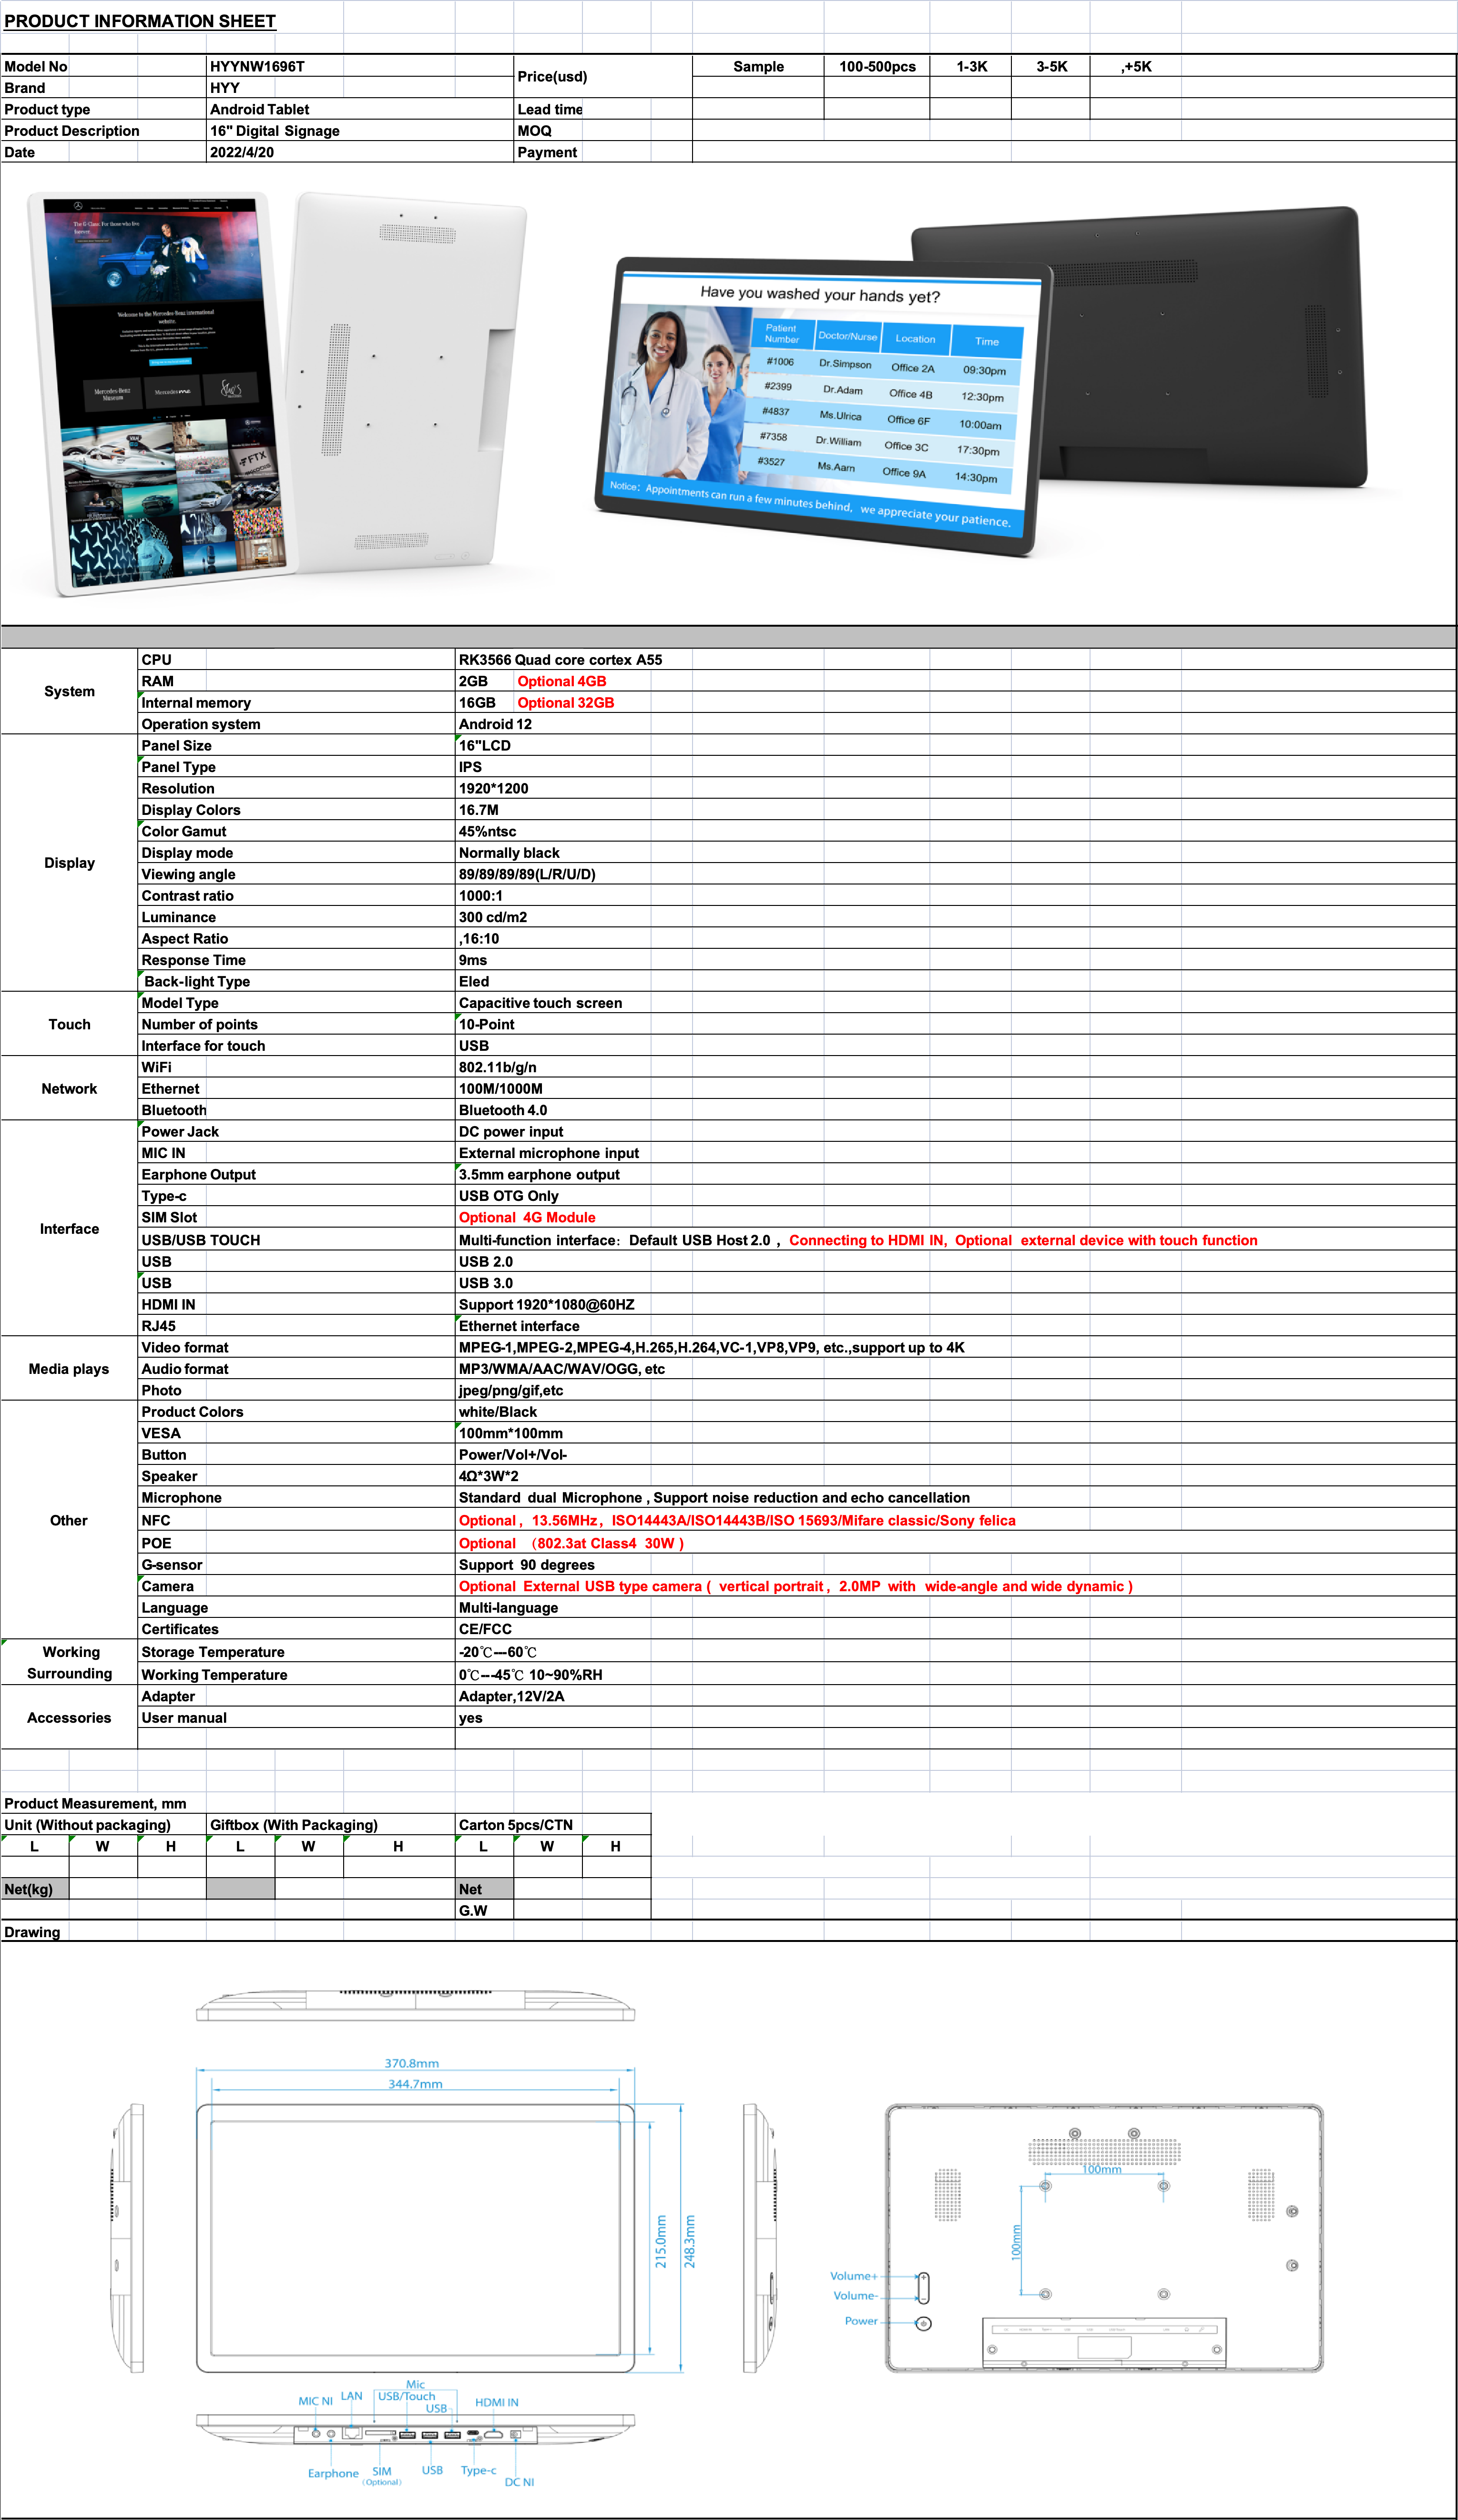 PRODUCT INFORMATION SHEET
Model No HYYNW1696T Price(usd) Sample 100-500pcs 1-3K 3-5K ,+5K
Brand HYY
Product type Android Tablet Lead time
Product Description 16" Digital Signage MOQ
Date 2022/4/20 Payment
The G-Class. For those who live forever.
Welcome to the Mercedes-Benz international website.
Mercedes-Benz Museum
FTX
Have you washed your hands yet?
Patient Number Doctor/Nurse Location Time
#1006 Dr.Simpson Office 2A 09:30pm
#2399 Dr.Adam Office 4B 12:30pm
#4837 Ms.Ulrica Office 6F 10:00am
#7358 Dr.William Office 3C 17:30pm
#3527 Ms.Aarn Office 9A 14:30pm
Notice: Appointments can run a few minutes behind, we appreciate your patience.
System
CPU RK3566 Quad core cortex A55
RAM 2GB Optional 4GB
Internal memory 16GB Optional 32GB
Operation system Android 12
Display
Panel Size 16"LCD
Panel Type IPS
Resolution 1920*1200
Display Colors 16.7M
Color Gamut 45%ntsc
Display mode Normally black
Viewing angle 89/89/89/89(L/R/U/D)
Contrast ratio 1000:1
Luminance 300 cd/m2
Aspect Ratio ,16:10
Response Time 9ms
Back-light Type Eled
Touch
Model Type Capacitive touch screen
Number of points 10-Point
Interface for touch USB
Network
WiFi 802.11b/g/n
Ethernet 100M/1000M
Bluetooth Bluetooth 4.0
Interface
Power Jack DC power input
MIC IN External microphone input
Earphone Output 3.5mm earphone output
Type-c USB OTG Only
SIM Slot Optional 4G Module
USB/USB TOUCH Multi-function interface：Default USB Host 2.0，Connecting to HDMI IN, Optional external device with touch function
USB USB 2.0
USB USB 3.0
HDMI IN Support 1920*1080@60HZ
RJ45 Ethernet interface
Media plays
Video format MPEG-1,MPEG-2,MPEG-4,H.265,H.264,VC-1,VP8,VP9, etc.,support up to 4K
Audio format MP3/WMA/AAC/WAV/OGG, etc
Photo jpeg/png/gif,etc
Other
Product Colors white/Black
VESA 100mm*100mm
Button Power/Vol+/Vol-
Speaker 4Ω*3W*2
Microphone Standard dual Microphone , Support noise reduction and echo cancellation
NFC Optional，13.56MHz，ISO14443A/ISO14443B/ISO 15693/Mifare classic/Sony felica
POE Optional （802.3at Class4 30W )
G-sensor Support 90 degrees
Camera Optional External USB type camera ( vertical portrait，2.0MP with wide-angle and wide dynamic )
Language Multi-language
Certificates CE/FCC
Working Surrounding
Storage Temperature -20℃---60℃
Working Temperature 0℃---45℃ 10~90%RH
Accessories
Adapter Adapter,12V/2A
User manual yes
Product Measurement, mm
Unit (Without packaging) Giftbox (With Packaging) Carton 5pcs/CTN
L W H L W H L W H
Net(kg) Net
G.W
Drawing
370.8mm
344.7mm
215.0mm
248.3mm
100mm
100mm
Volume+
Volume-
Power
Mic
MIC NI LAN USB/Touch HDMI IN
USB
Earphone SIM USB Type-c
(Optional) DC NI